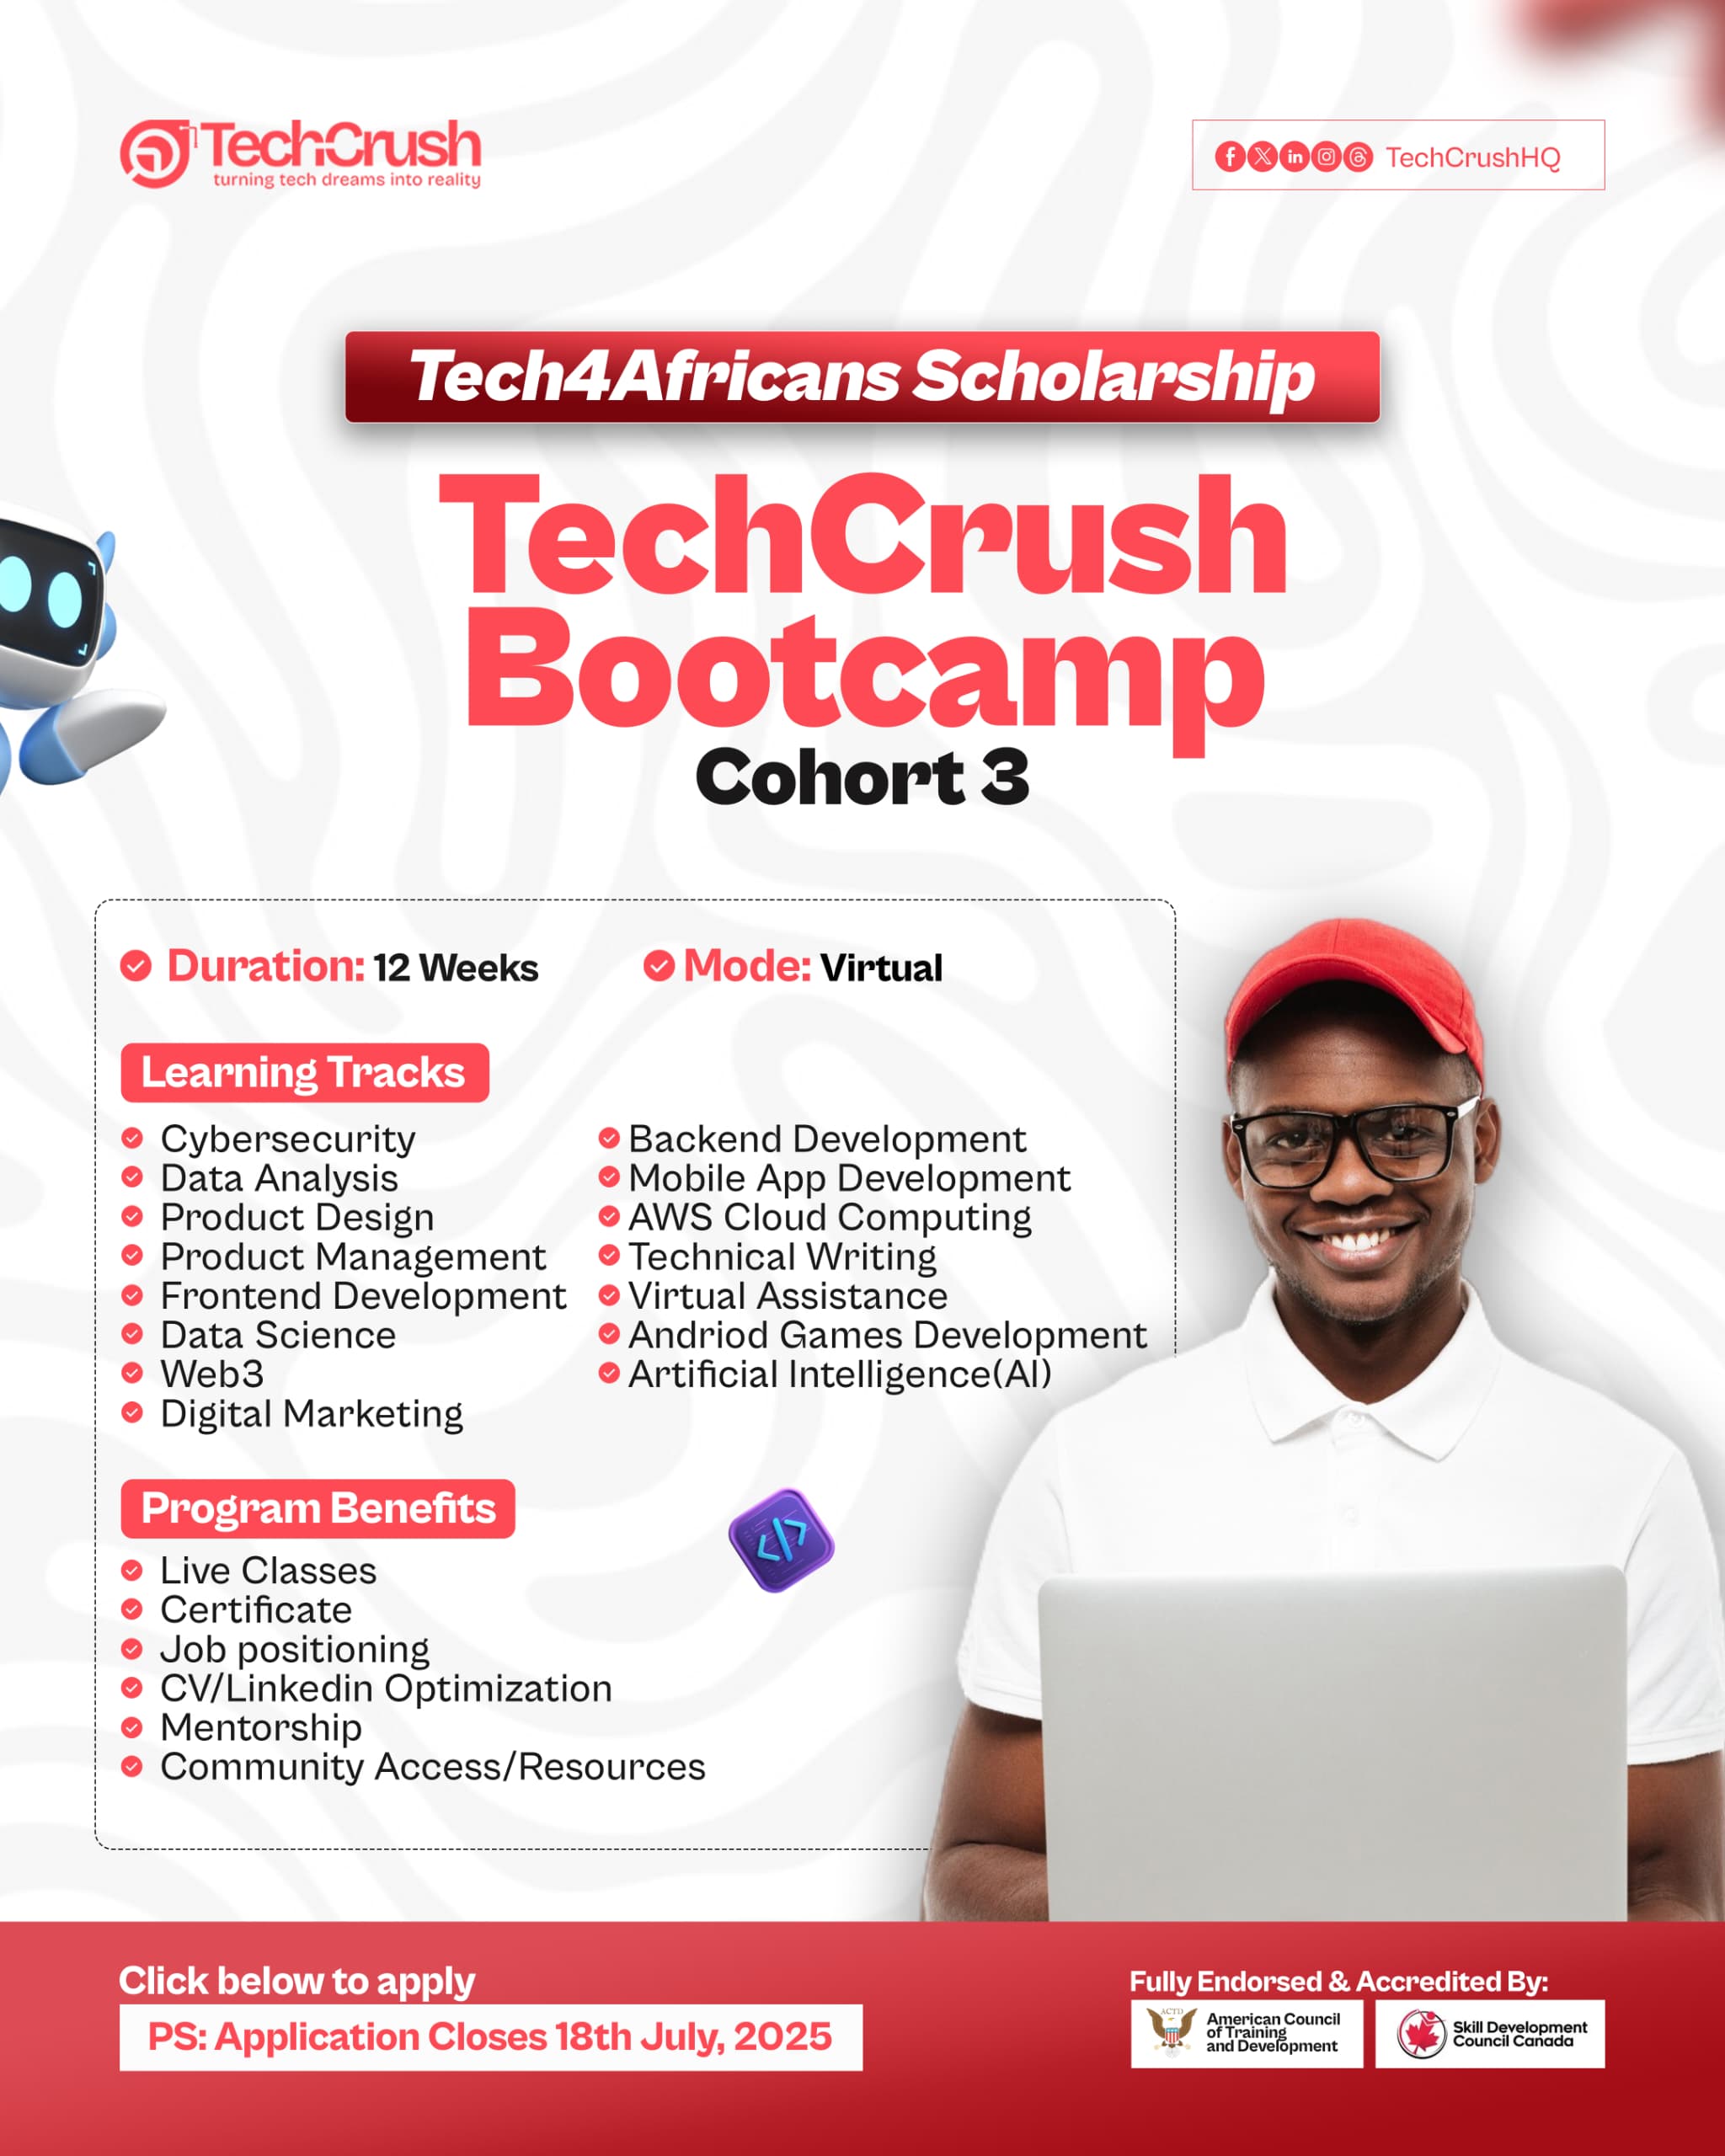 TechCrush
turning tech dreams into reality
TechCrushHQ
Tech4Africans Scholarship
TechCrush
Bootcamp
Cohort 3
Duration: 12 Weeks
Mode: Virtual
Learning Tracks
Cybersecurity
Data Analysis
Product Design
Product Management
Frontend Development
Data Science
Web3
Digital Marketing
Backend Development
Mobile App Development
AWS Cloud Computing
Technical Writing
Virtual Assistance
Andriod Games Development
Artificial Intelligence(AI)
Program Benefits
Live Classes
Certificate
Job positioning
CV/Linkedin Optimization
Mentorship
Community Access/Resources
Click below to apply
PS: Application Closes 18th July, 2025
Fully Endorsed & Accredited By:
ACTD
American Council
of Training
and Development
Skill Development
Council Canada